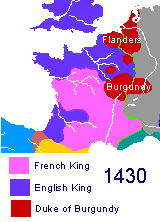 Flanders
Burgundy
1430
French King
English King
Duke of Burgundy